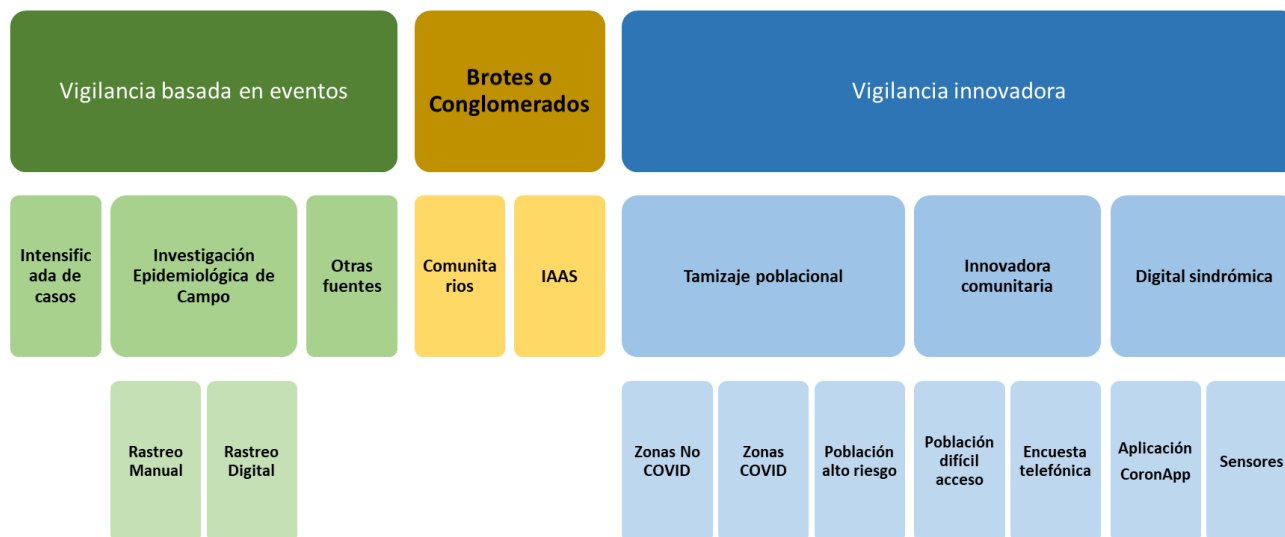 Vigilancia basada en eventos
Brotes o
Conglomerados
Vigilancia innovadora
Intensific
ada de
casos
Investigación
Epidemiológica de
Campo
Otras
fuentes
Comunita
rios
IAAS
Tamizaje poblacional
Innovadora
comunitaria
Digital sindrómica
Rastreo
Manual
Rastreo
Digital
Zonas No
COVID
Zonas
COVID
Población
alto riesgo
Población
difícil
acceso
Encuesta
telefónica
Aplicación
CoronApp
Sensores